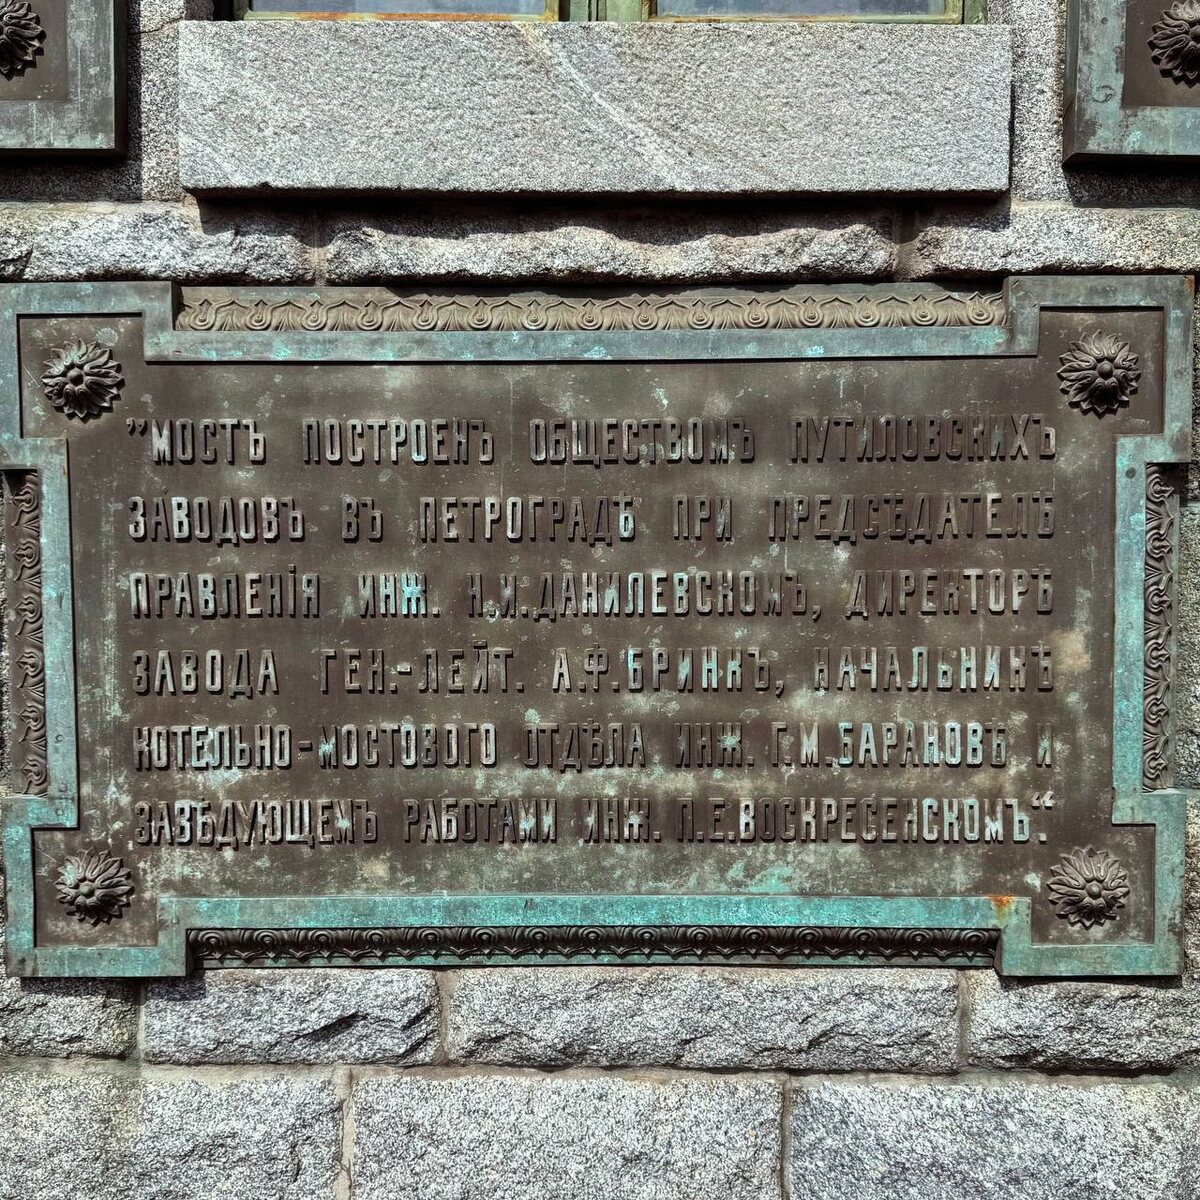 ”МОСТЪ ПОСТРОЕНЪ ОБЩЕСТВОМЪ ПУТИЛОВСКИХЪ
ЗАВОДОВЪ ВЪ ПЕТРОГРАДѢ ПРИ ПРЕДСѢДАТЕЛѢ
ПРАВЛЕНІЯ ИНЖ. Н.И.ДАНИЛЕВСКОМЪ, ДИРЕКТОРѢ
ЗАВОДА ГЕН.-ЛЕЙТ. А.Ф.БРИНКЪ, НАЧАЛЬНИКѢ
КОТЕЛЬНО-МОСТОВОГО ОТДѢЛА ИНЖ. Г.М.БАРАНОВѢ И
ЗАВѢДУЮЩЕМЪ РАБОТАМИ ИНЖ. П.Е.ВОСКРЕСЕНСКОМЪ“.